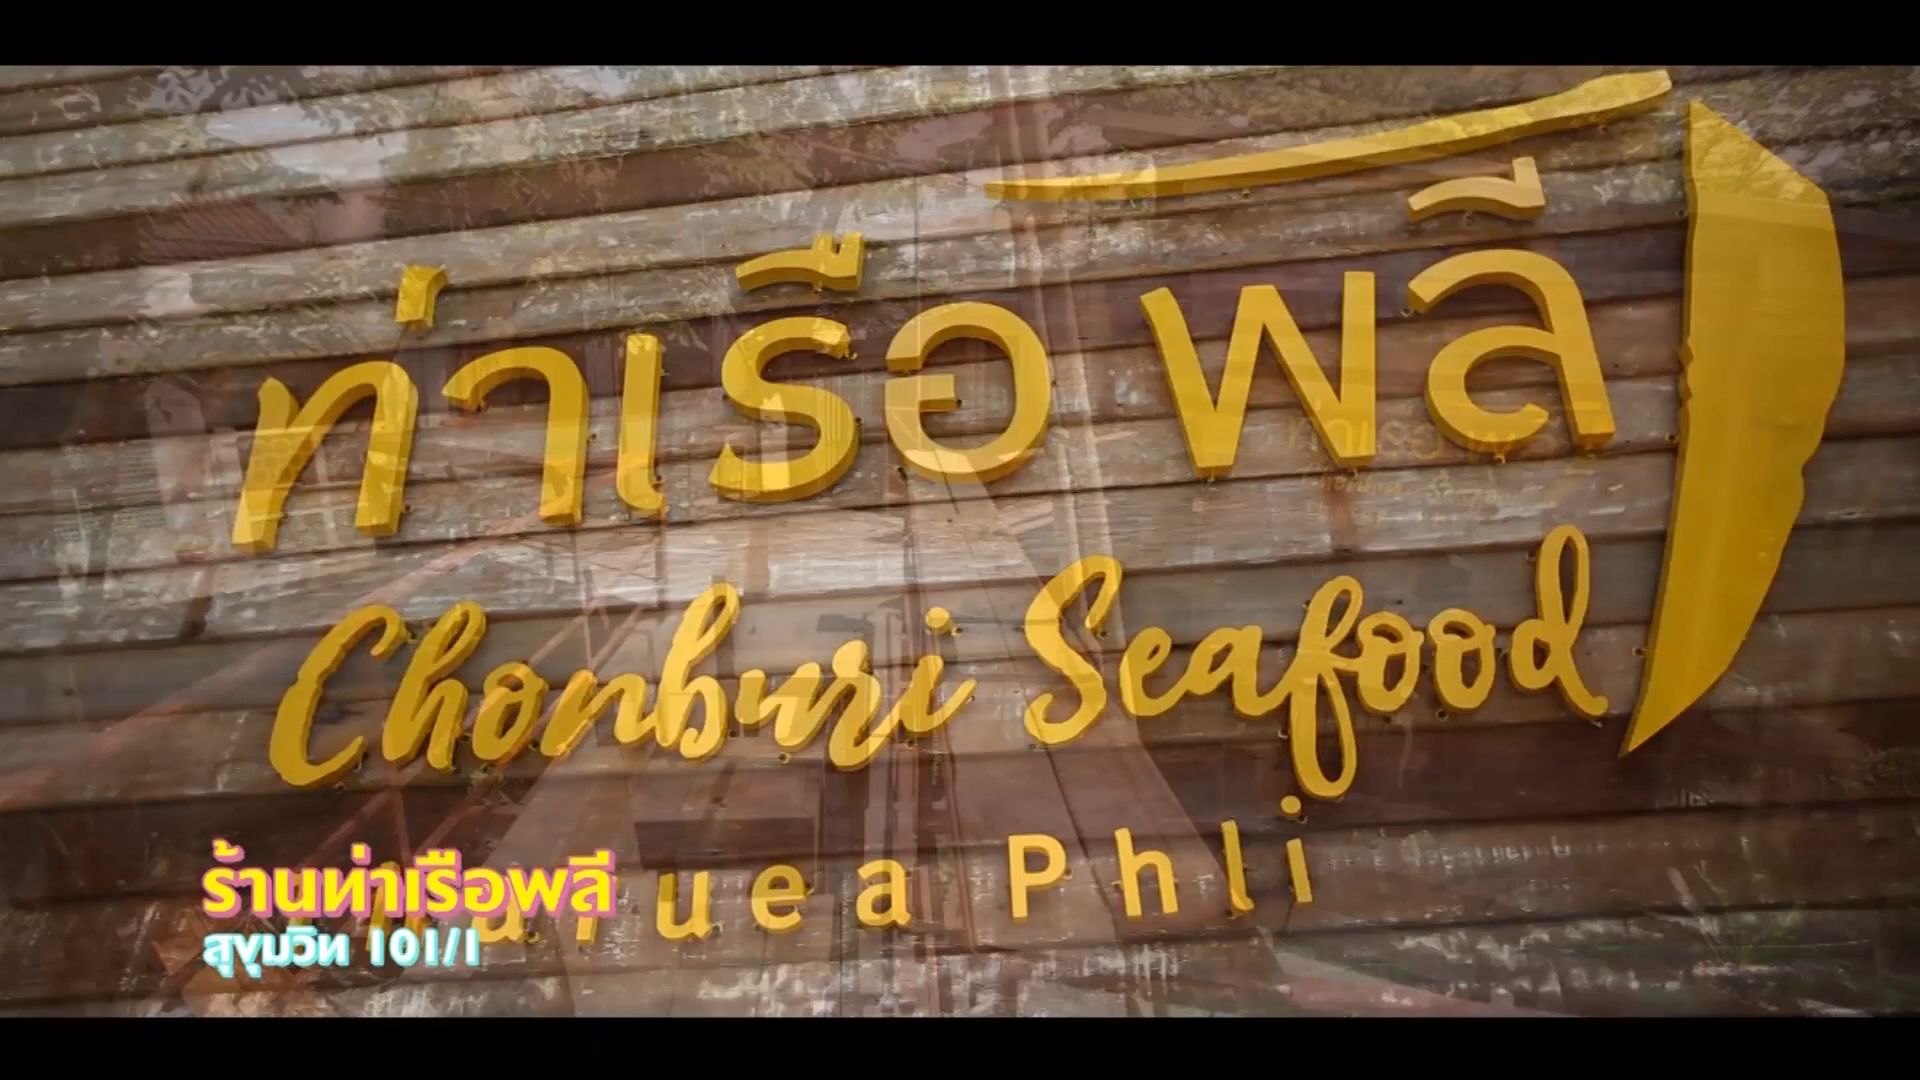 ท่าเรือ พลี
Chonburi Seafood
Phli
ร้านท่าเรือพลี
สุขุมวิท 101/1